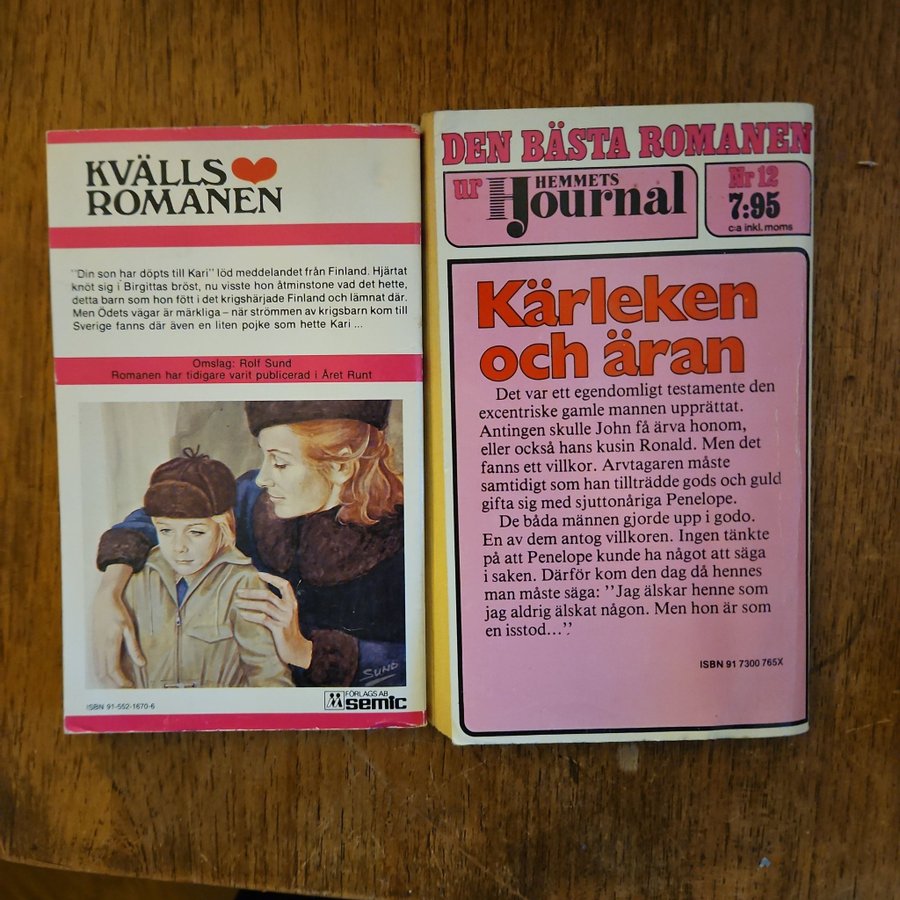 KVÄLLS
ROMANEN
"Din son har döpts till Kari" löd meddelandet från Finland. Hjärtat
knöt sig i Birgittas bröst, nu visste hon åtminstone vad det hette,
detta barn som hon fött i det krigshärjade Finland och lämnat där.
Men Ödets vägar är märkliga – när strömmen av krigsbarn kom till
Sverige fanns där även en liten pojke som hette Kari ...
Omslag: Rolf Sund
Romanen har tidigare varit publicerad i Året Runt
SUND
ISBN 91-552-1670-6
FÖRLAGS AB
semic
DEN BÄSTA ROMANEN
ur HEMMETS
Journal
Nr 12
7:95
c:a inkl. moms
Kärleken
och äran
Det var ett egendomligt testamente den
excentriske gamle mannen upprättat.
Antingen skulle John få ärva honom,
eller också hans kusin Ronald. Men det
fanns ett villkor. Arvtagaren måste
samtidigt som han tillträdde gods och guld
gifta sig med sjuttonåriga Penelope.
De båda männen gjorde upp i godo.
En av dem antog villkoren. Ingen tänkte
på att Penelope kunde ha något att säga
i saken. Därför kom den dag då hennes
man måste säga: "Jag älskar henne som
jag aldrig älskat någon. Men hon är som
en isstod...".
ISBN 91 7300 765X